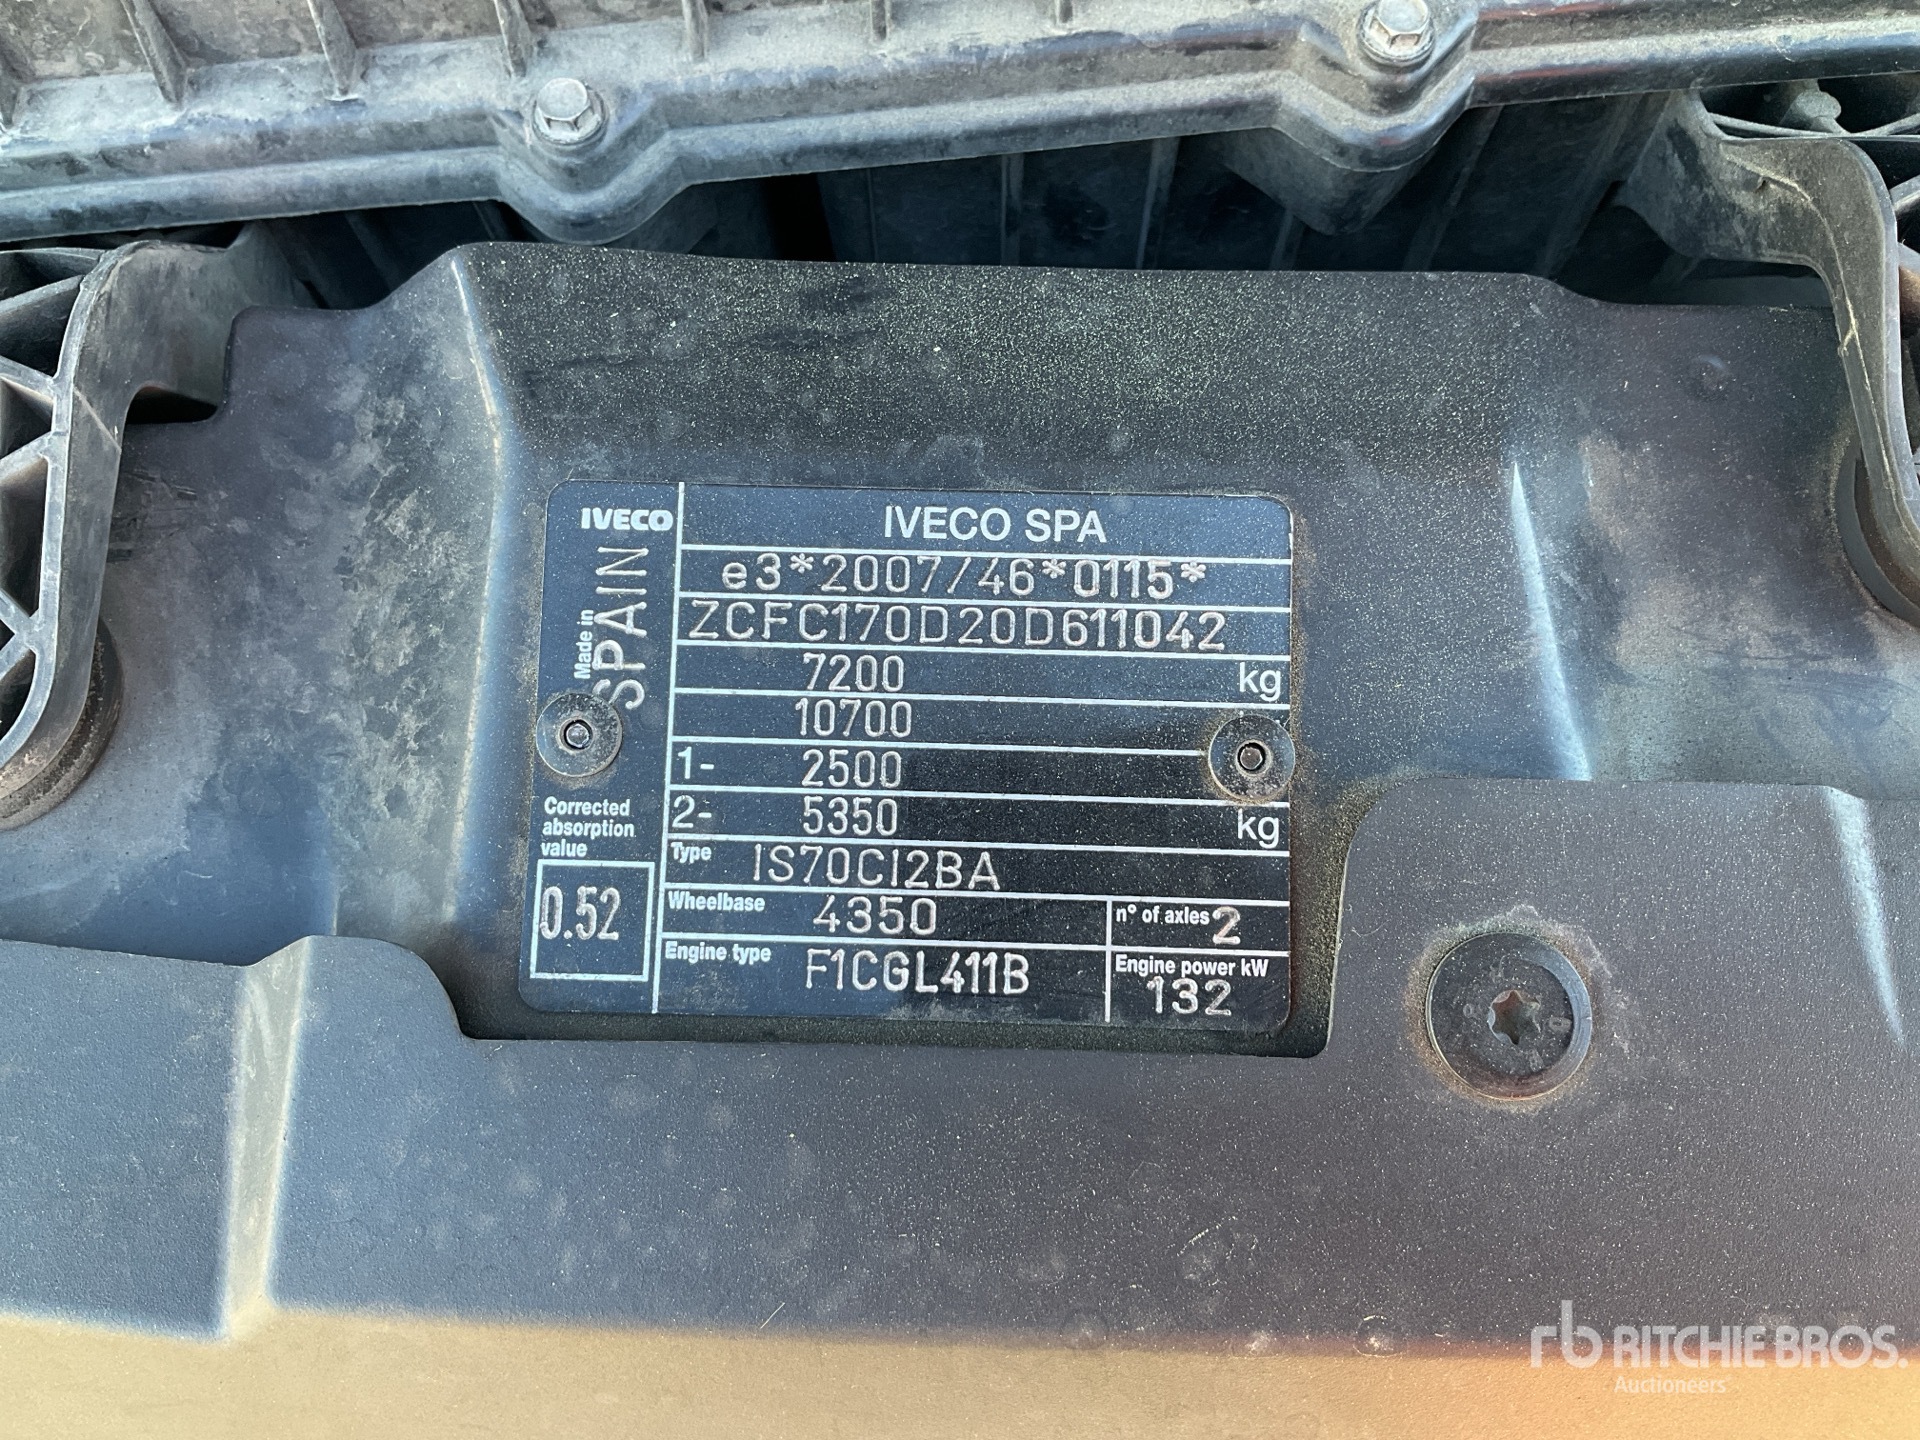 IVECO
IVECO SPA
Made in
SPAIN
e3*2007/46*0115*
ZCFC170D20D611042
7200 kg
10700
1- 2500
2- 5350 kg
Corrected
absorption
value
0.52
Type IS70CI2BA
Wheelbase 4350
n° of axles 2
Engine type F1CGL411B
Engine power kW
132
rb RITCHIE BROS.
Auctioneers